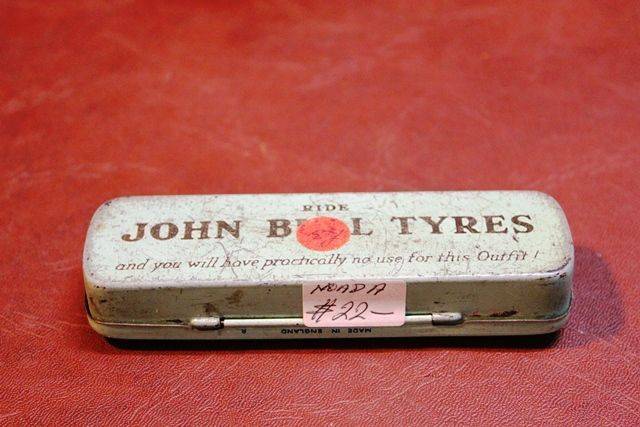 RIDE
JOHN B L TYRES
and you will have practically no use for this Outfit!
#22-
MADE IN ENGLAND